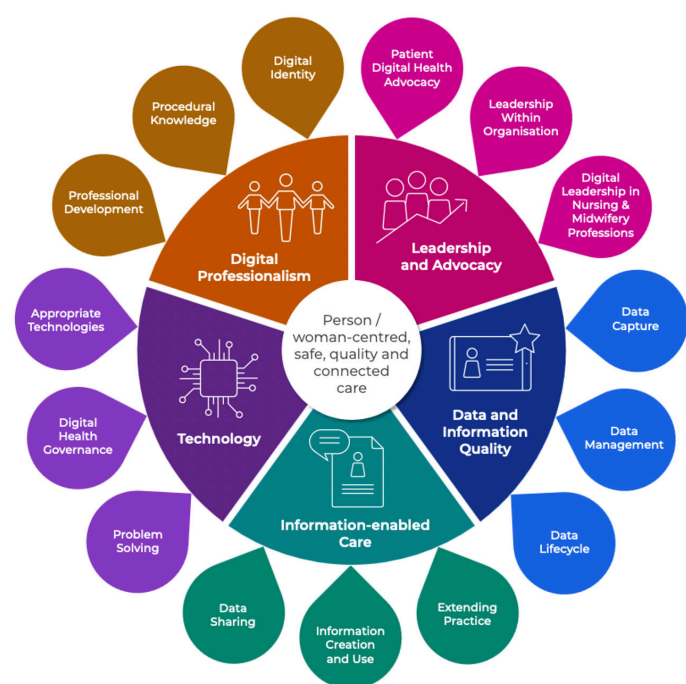 Digital
Identity
Patient
Digital Health
Advocacy
Procedural
Knowledge
Leadership
Within
Organisation
Professional
Development
Digital
Leadership in
Nursing &
Midwifery
Professions
Digital
Professionalism
Leadership
and Advocacy
Appropriate
Technologies
Person /
woman-centred,
safe, quality and
connected
care
Data
Capture
Technology
Data and
Information
Quality
Digital
Health
Governance
Data
Management
Information-enabled
Care
Problem
Solving
Data
Lifecycle
Data
Sharing
Information
Creation
and Use
Extending
Practice